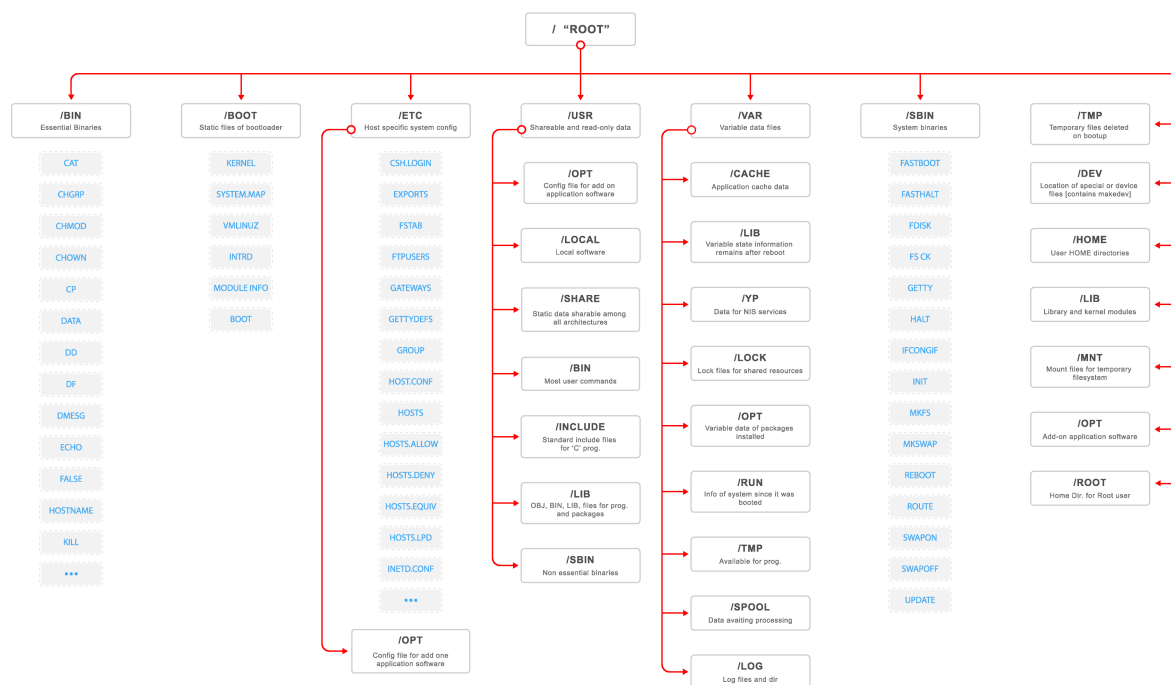 / “ROOT”
/BIN
Essential Binaries
CAT
CHGRP
CHMOD
CHOWN
CP
DATA
DD
DF
DMESG
ECHO
FALSE
HOSTNAME
KILL
•••
/BOOT
Static files of bootloader
KERNEL
SYSTEM.MAP
VMLINUZ
INTRD
MODULE INFO
BOOT
/ETC
Host specific system config
CSH.LOGIN
EXPORTS
FSTAB
FTPUSERS
GATEWAYS
GETTYDEFS
GROUP
HOST.CONF
HOSTS
HOSTS.ALLOW
HOSTS.DENY
HOSTS.EQUIV
HOSTS.LPD
INETD.CONF
•••
/OPT
Config file for add one
application software
/USR
Shareable and read-only data
/OPT
Config file for add on
application software
/LOCAL
Local software
/SHARE
Static data sharable among
all architectures
/BIN
Most user commands
/INCLUDE
Standard include files
for ‘C’ prog.
/LIB
OBJ, BIN, LIB, files for prog.
and packages
/SBIN
Non essential binaries
/VAR
Variable data files
/CACHE
Application cache data
/LIB
Variable state information
remains after reboot
/YP
Data for NIS services
/LOCK
Lock files for shared resources
/OPT
Variable data of packages
installed
/RUN
Info of system since it was
booted
/TMP
Available for prog.
/SPOOL
Data awaiting processing
/LOG
Log files and dir
/SBIN
System binaries
FASTBOOT
FASTHALT
FDISK
FS CK
GETTY
HALT
IFCONGIF
INIT
MKFS
MKSWAP
REBOOT
ROUTE
SWAPON
SWAPOFF
UPDATE
/TMP
Temporary files deleted
on bootup
/DEV
Location of special or device
files [contains makedev]
/HOME
User HOME directories
/LIB
Library and kernel modules
/MNT
Mount files for temporary
filesystem
/OPT
Add-on application software
/ROOT
Home Dir. for Root user